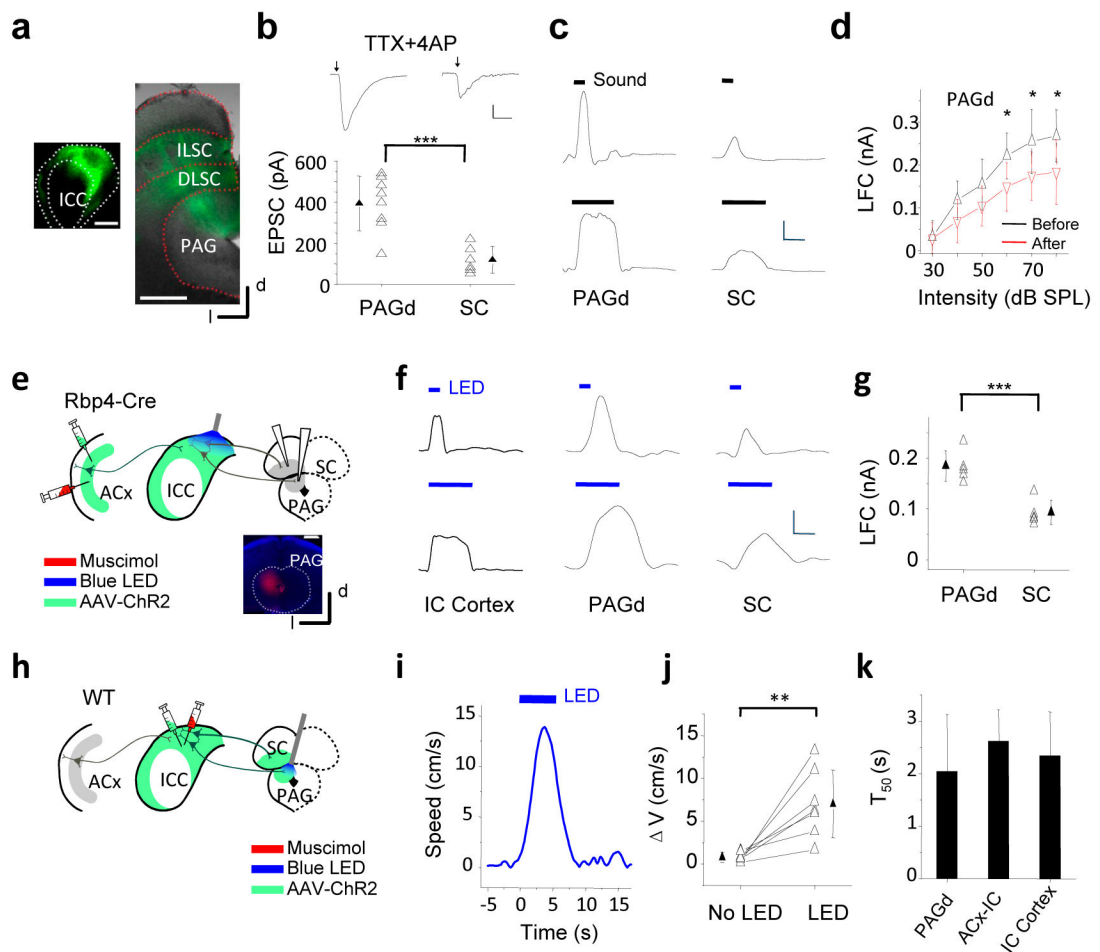 a
ICC
ILSC
DLSC
PAG
d
l
b
TTX+4AP
***
EPSC (pA)
600
400
200
0
PAGd SC
c
Sound
PAGd SC
d
PAGd
* * *
LFC (nA)
0.3
0.2
0.1
0
Before
After
30 50 70
Intensity (dB SPL)
e
Rbp4-Cre
ACx
ICC
SC
PAG
Muscimol
Blue LED
AAV-ChR2
PAG
d
l
f
LED
IC Cortex PAGd SC
g
***
LFC (nA)
0.2
0.1
0
PAGd SC
h
WT
ACx
ICC
SC
PAG
Muscimol
Blue LED
AAV-ChR2
i
LED
Speed (cm/s)
15
10
5
0
-5 0 5 10 15
Time (s)
j
**
Δ V (cm/s)
15
10
5
0
No LED LED
k
T50 (s)
3
2
1
0
PAGd
ACx-IC
IC Cortex